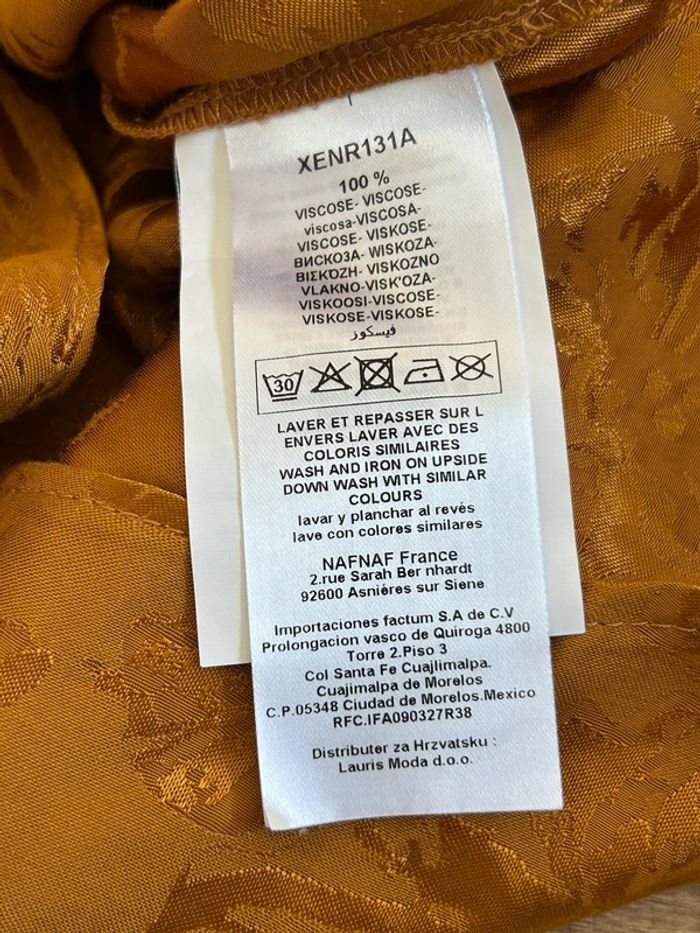 XENR131A
100 %
VISCOSE- VISCOSE-
viscosa-VISCOSA-
VISCOSE- VISKOSE-
ВИСКОЗА- WISKOZA-
ΒΙΣΚΌΖΗ- VISKOZNO
VLAKNO-VISK'OZA-
VISKOOSI-VISCOSE-
VISKOSE-VISKOSE-
فيسكوز
30
LAVER ET REPASSER SUR L
ENVERS LAVER AVEC DES
COLORIS SIMILAIRES
WASH AND IRON ON UPSIDE
DOWN WASH WITH SIMILAR
COLOURS
lavar y planchar al revés
lave con colores similares
NAFNAF France
2.rue Sarah Ber nhardt
92600 Asniéres sur Siene
Importaciones factum S.A de C.V
Prolongacion vasco de Quiroga 4800
Torre 2.Piso 3
Col Santa Fe Cuajlimalpa.
Cuajimalpa de Morelos
C.P.05348 Ciudad de Morelos.Mexico
RFC.IFA090327R38
Distributer za Hrzvatsku :
Lauris Moda d.o.o.